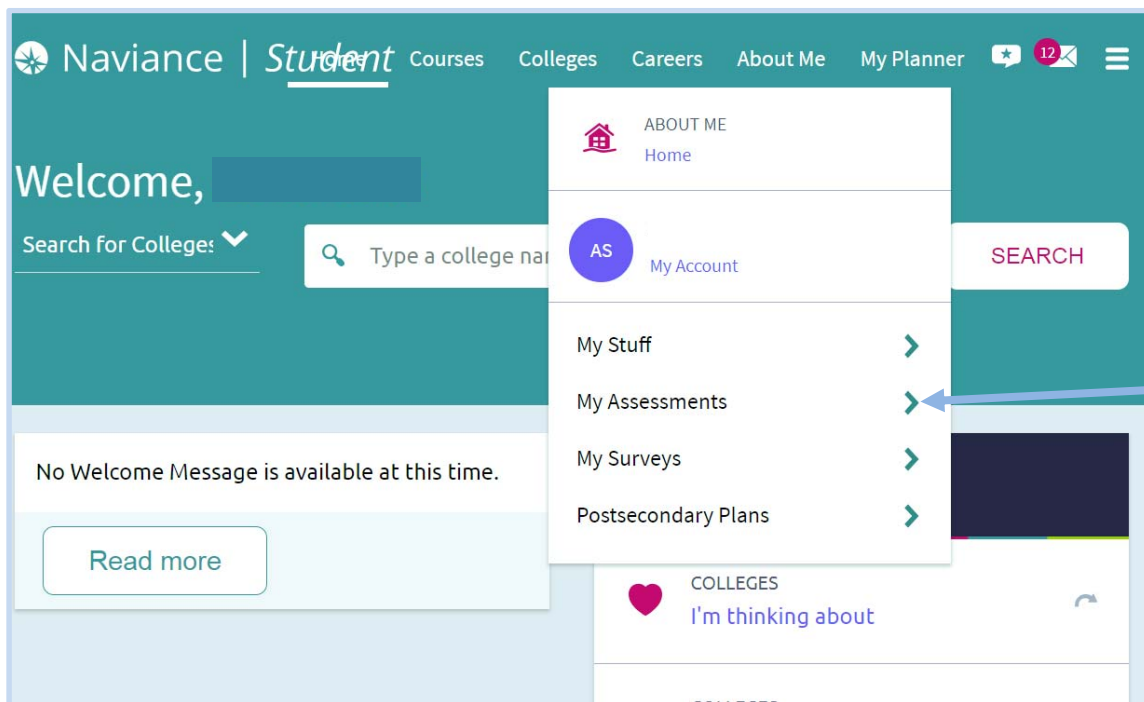 Naviance | Student Home Courses Colleges Careers About Me My Planner 12
ABOUT ME
Home
Welcome,
Search for Colleges
Type a college nar
AS
My Account
SEARCH
My Stuff
My Assessments
My Surveys
Postsecondary Plans
No Welcome Message is available at this time.
Read more
COLLEGES
I'm thinking about